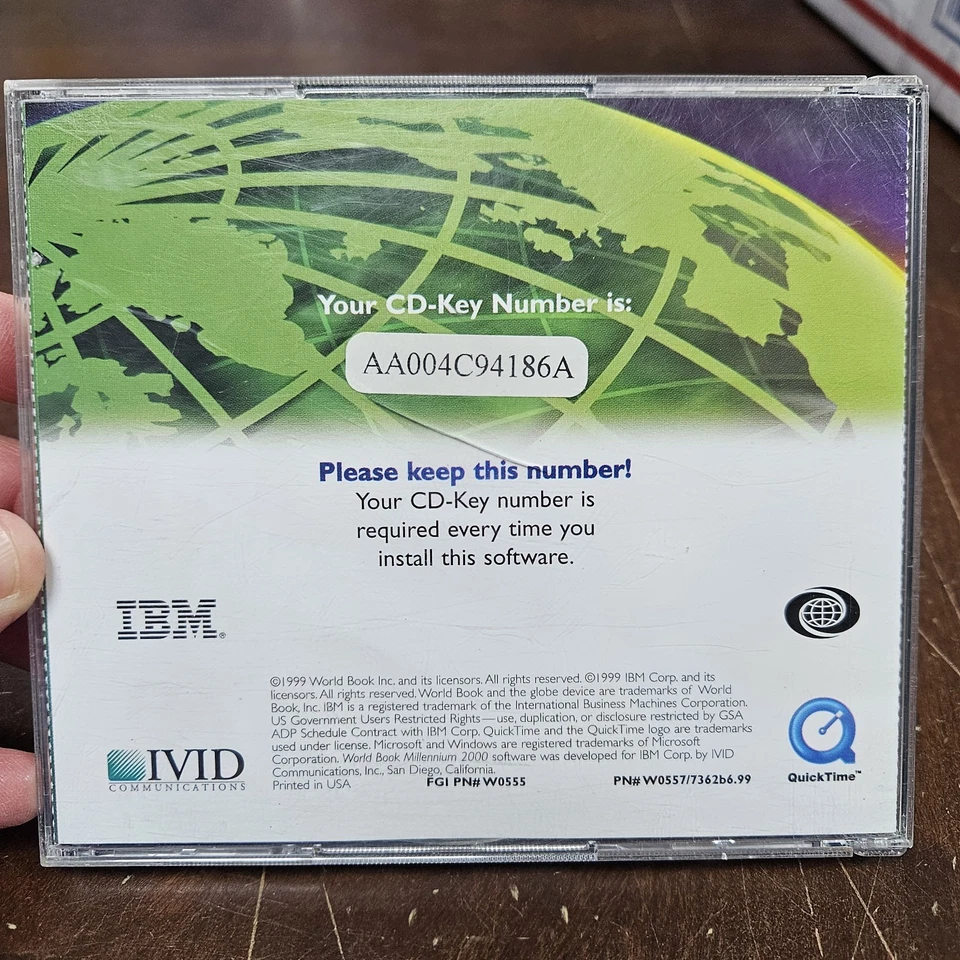 Your CD-Key Number is:
AA004C94186A
Please keep this number!
Your CD-Key number is
required every time you
install this software.
IBM®
©1999 World Book Inc. and its licensors. All rights reserved. ©1999 IBM Corp. and its
licensors. All rights reserved. World Book and the globe device are trademarks of World
Book, Inc. IBM is a registered trademark of the International Business Machines Corporation.
US Government Users Restricted Rights—use, duplication, or disclosure restricted by GSA
ADP Schedule Contract with IBM Corp. QuickTime and the QuickTime logo are trademarks
used under license. Microsoft and Windows are registered trademarks of Microsoft
Corporation. World Book Millennium 2000 software was developed for IBM Corp. by IVID
Communications, Inc., San Diego, California.
Printed in USA FGI PN# W0555 PN# W0557/7362b6.99
IVID
COMMUNICATIONS
QuickTime™